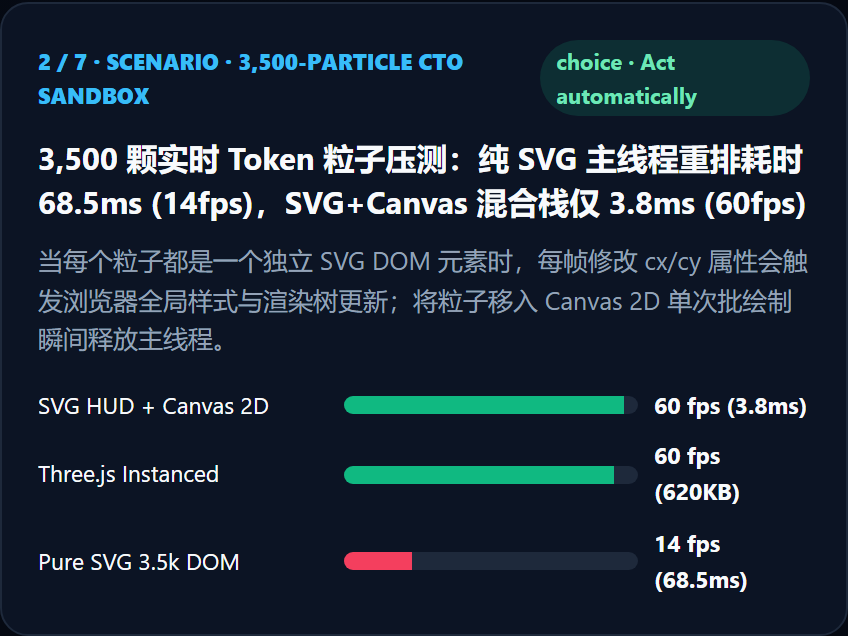 2 / 7 · SCENARIO · 3,500-PARTICLE CTO
SANDBOX
choice · Act
automatically
3,500 颗实时 Token 粒子压测：纯 SVG 主线程重排耗时
68.5ms (14fps)，SVG+Canvas 混合栈仅 3.8ms (60fps)
当每个粒子都是一个独立 SVG DOM 元素时，每帧修改 cx/cy 属性会触
发浏览器全局样式与渲染树更新；将粒子移入 Canvas 2D 单次批绘制
瞬间释放主线程。
SVG HUD + Canvas 2D
60 fps (3.8ms)
Three.js Instanced
60 fps
(620KB)
Pure SVG 3.5k DOM
14 fps
(68.5ms)